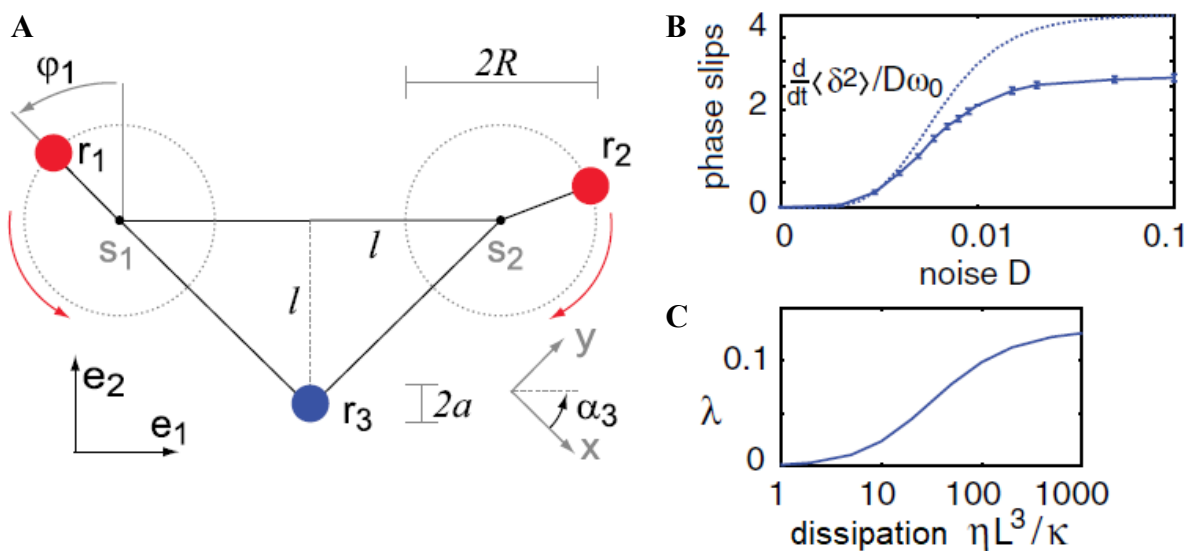 A
φ1
2R
r1
r2
s1
s2
l
l
r3
2a
e2
e1
y
α3
x
B
phase slips
4
2
0
d/dt⟨δ2⟩/Dω0
0
0.01
0.1
noise D
C
λ
0.1
0
1
10
100
1000
dissipation ηL³/κ